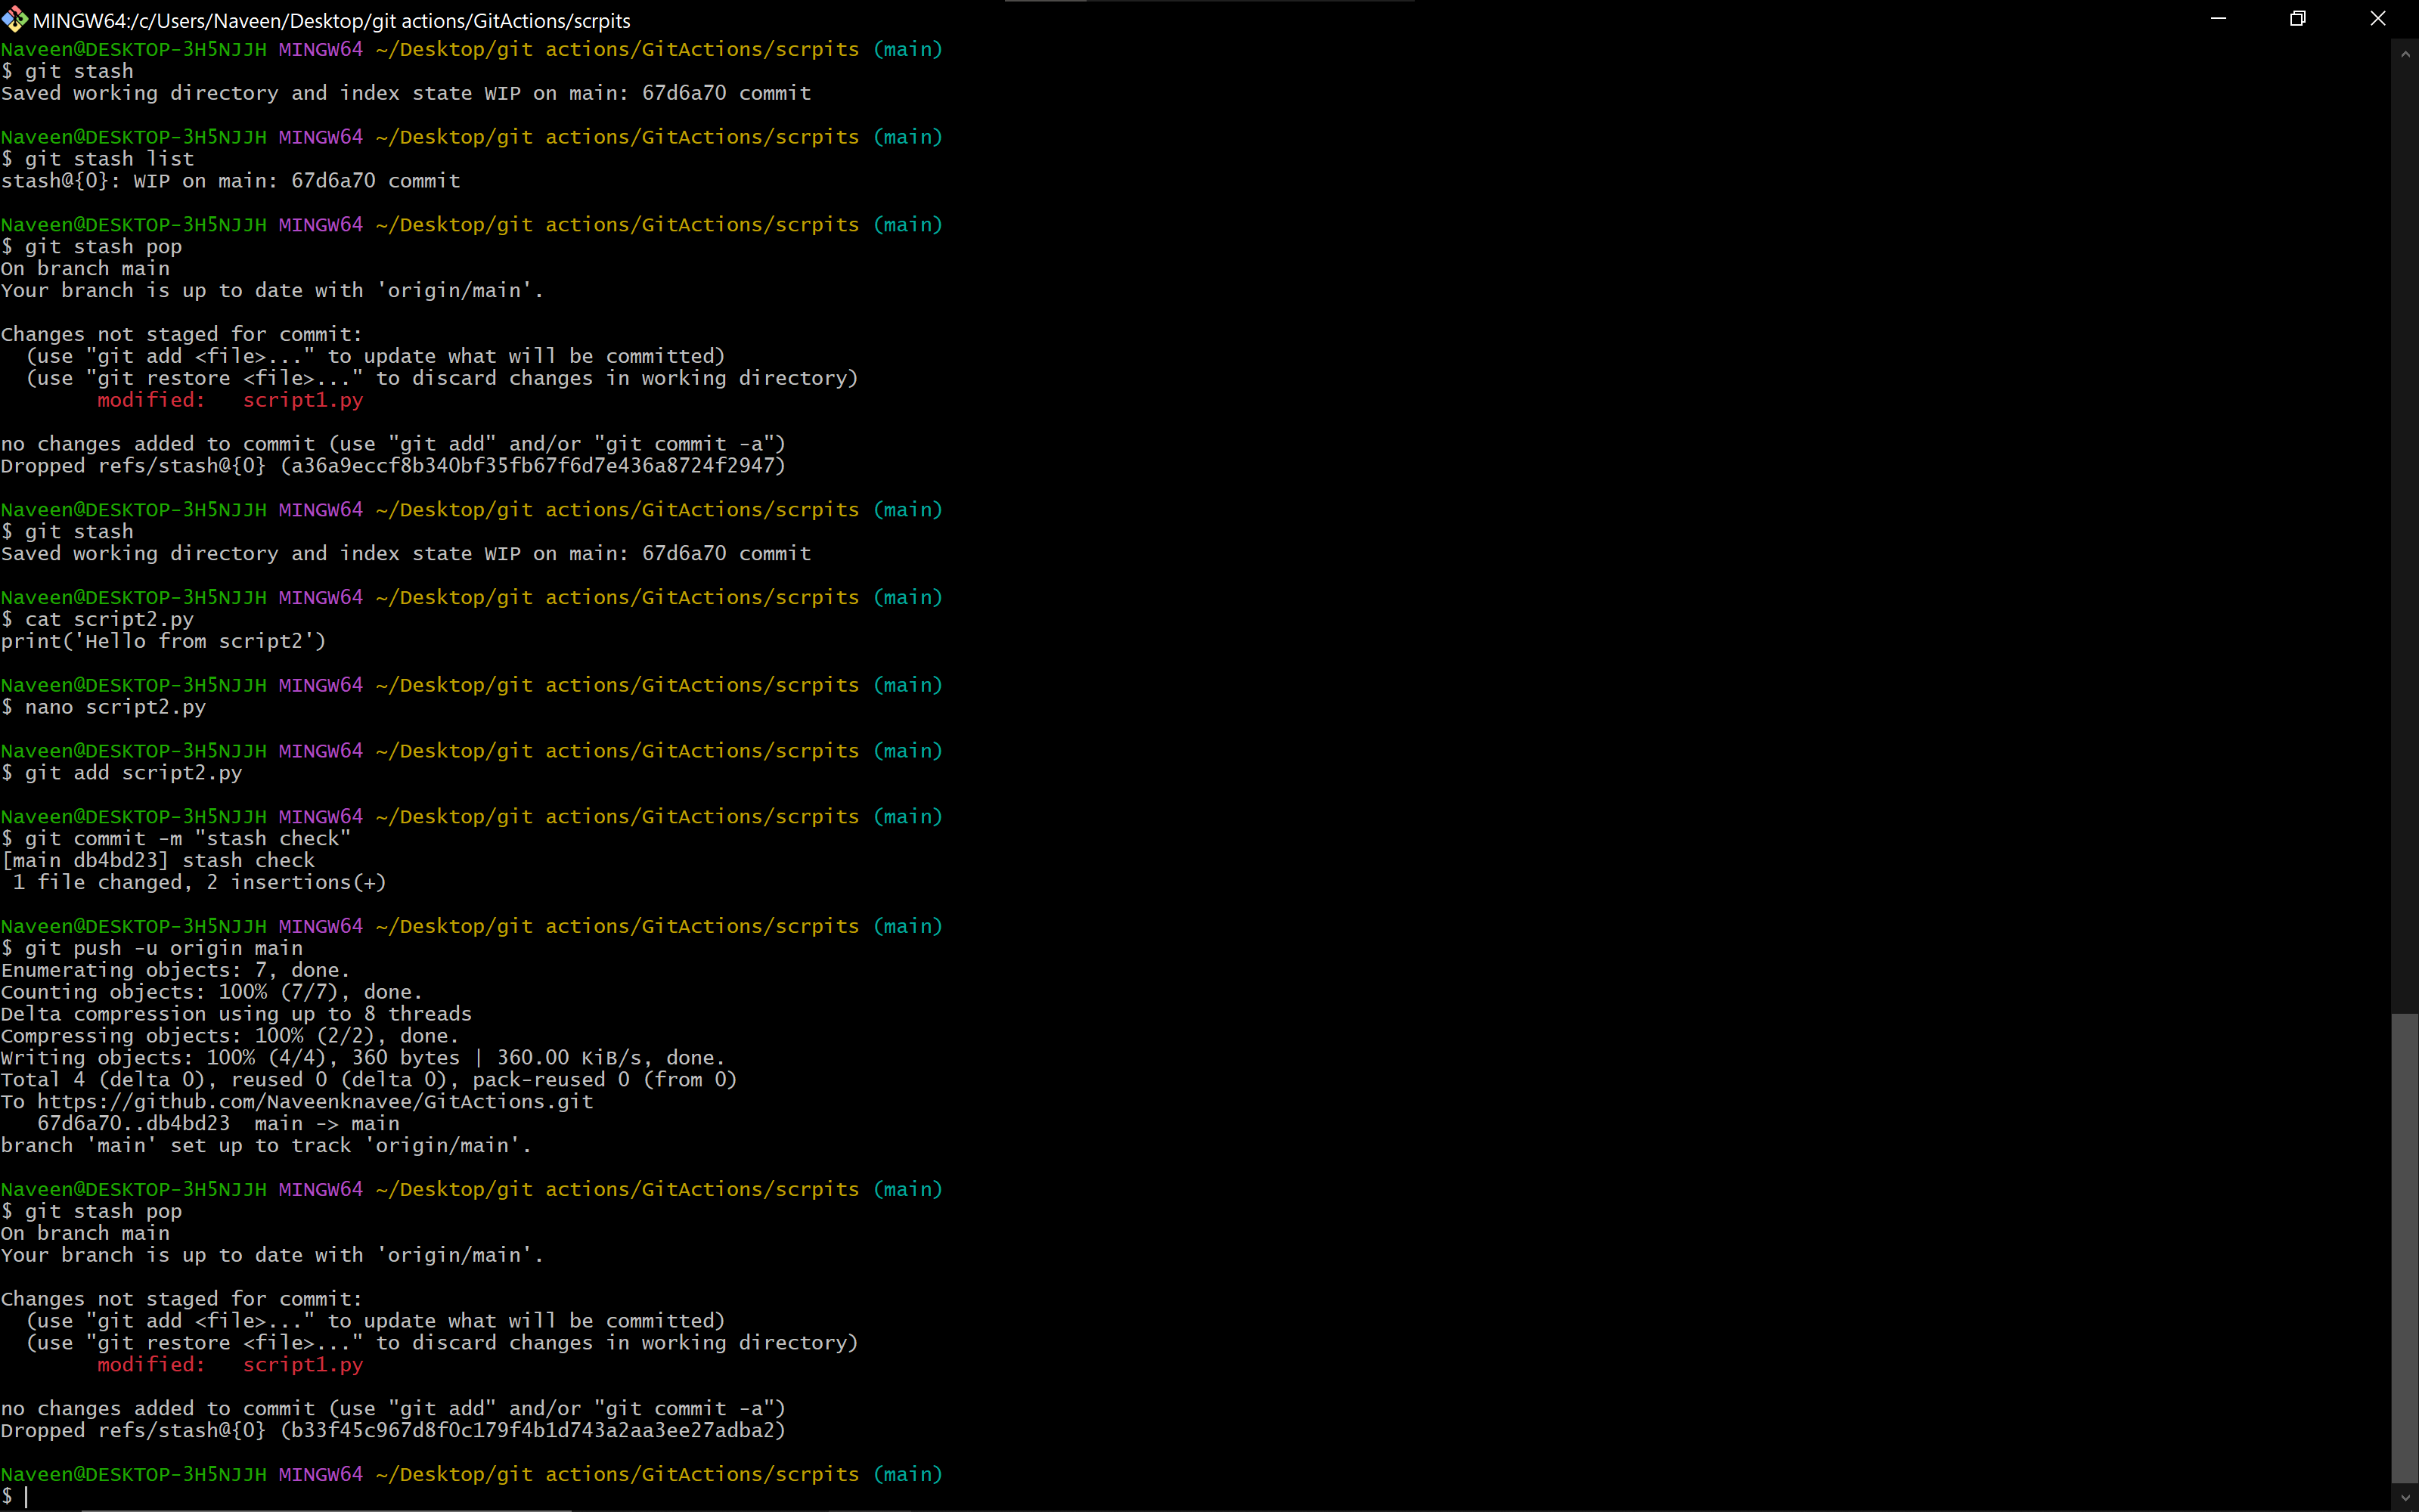 MINGW64:/c/Users/Naveen/Desktop/git actions/GitActions/scrpits
Naveen@DESKTOP-3H5NJJH MINGW64 ~/Desktop/git actions/GitActions/scrpits (main)
$ git stash
Saved working directory and index state WIP on main: 67d6a70 commit
Naveen@DESKTOP-3H5NJJH MINGW64 ~/Desktop/git actions/GitActions/scrpits (main)
$ git stash list
stash@{0}: WIP on main: 67d6a70 commit
Naveen@DESKTOP-3H5NJJH MINGW64 ~/Desktop/git actions/GitActions/scrpits (main)
$ git stash pop
On branch main
Your branch is up to date with 'origin/main'.
Changes not staged for commit:
  (use "git add <file>..." to update what will be committed)
  (use "git restore <file>..." to discard changes in working directory)
        modified:   script1.py
no changes added to commit (use "git add" and/or "git commit -a")
Dropped refs/stash@{0} (a36a9eccf8b340bf35fb67f6d7e436a8724f2947)
Naveen@DESKTOP-3H5NJJH MINGW64 ~/Desktop/git actions/GitActions/scrpits (main)
$ git stash
Saved working directory and index state WIP on main: 67d6a70 commit
Naveen@DESKTOP-3H5NJJH MINGW64 ~/Desktop/git actions/GitActions/scrpits (main)
$ cat script2.py
print('Hello from script2')
Naveen@DESKTOP-3H5NJJH MINGW64 ~/Desktop/git actions/GitActions/scrpits (main)
$ nano script2.py
Naveen@DESKTOP-3H5NJJH MINGW64 ~/Desktop/git actions/GitActions/scrpits (main)
$ git add script2.py
Naveen@DESKTOP-3H5NJJH MINGW64 ~/Desktop/git actions/GitActions/scrpits (main)
$ git commit -m "stash check"
[main db4bd23] stash check
 1 file changed, 2 insertions(+)
Naveen@DESKTOP-3H5NJJH MINGW64 ~/Desktop/git actions/GitActions/scrpits (main)
$ git push -u origin main
Enumerating objects: 7, done.
Counting objects: 100% (7/7), done.
Delta compression using up to 8 threads
Compressing objects: 100% (2/2), done.
Writing objects: 100% (4/4), 360 bytes | 360.00 KiB/s, done.
Total 4 (delta 0), reused 0 (delta 0), pack-reused 0 (from 0)
To https://github.com/Naveenknavee/GitActions.git
   67d6a70..db4bd23  main -> main
branch 'main' set up to track 'origin/main'.
Naveen@DESKTOP-3H5NJJH MINGW64 ~/Desktop/git actions/GitActions/scrpits (main)
$ git stash pop
On branch main
Your branch is up to date with 'origin/main'.
Changes not staged for commit:
  (use "git add <file>..." to update what will be committed)
  (use "git restore <file>..." to discard changes in working directory)
        modified:   script1.py
no changes added to commit (use "git add" and/or "git commit -a")
Dropped refs/stash@{0} (b33f45c967d8f0c179f4b1d743a2aa3ee27adba2)
Naveen@DESKTOP-3H5NJJH MINGW64 ~/Desktop/git actions/GitActions/scrpits (main)
$